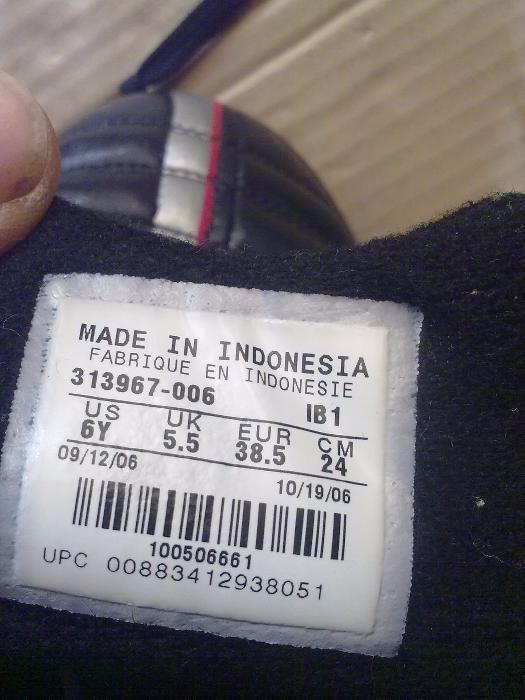 MADE IN INDONESIA
FABRIQUE EN INDONESIE
313967-006 IB1
US UK EUR CM
6Y 5.5 38.5 24
09/12/06 10/19/06
100506661
UPC 00883412938051